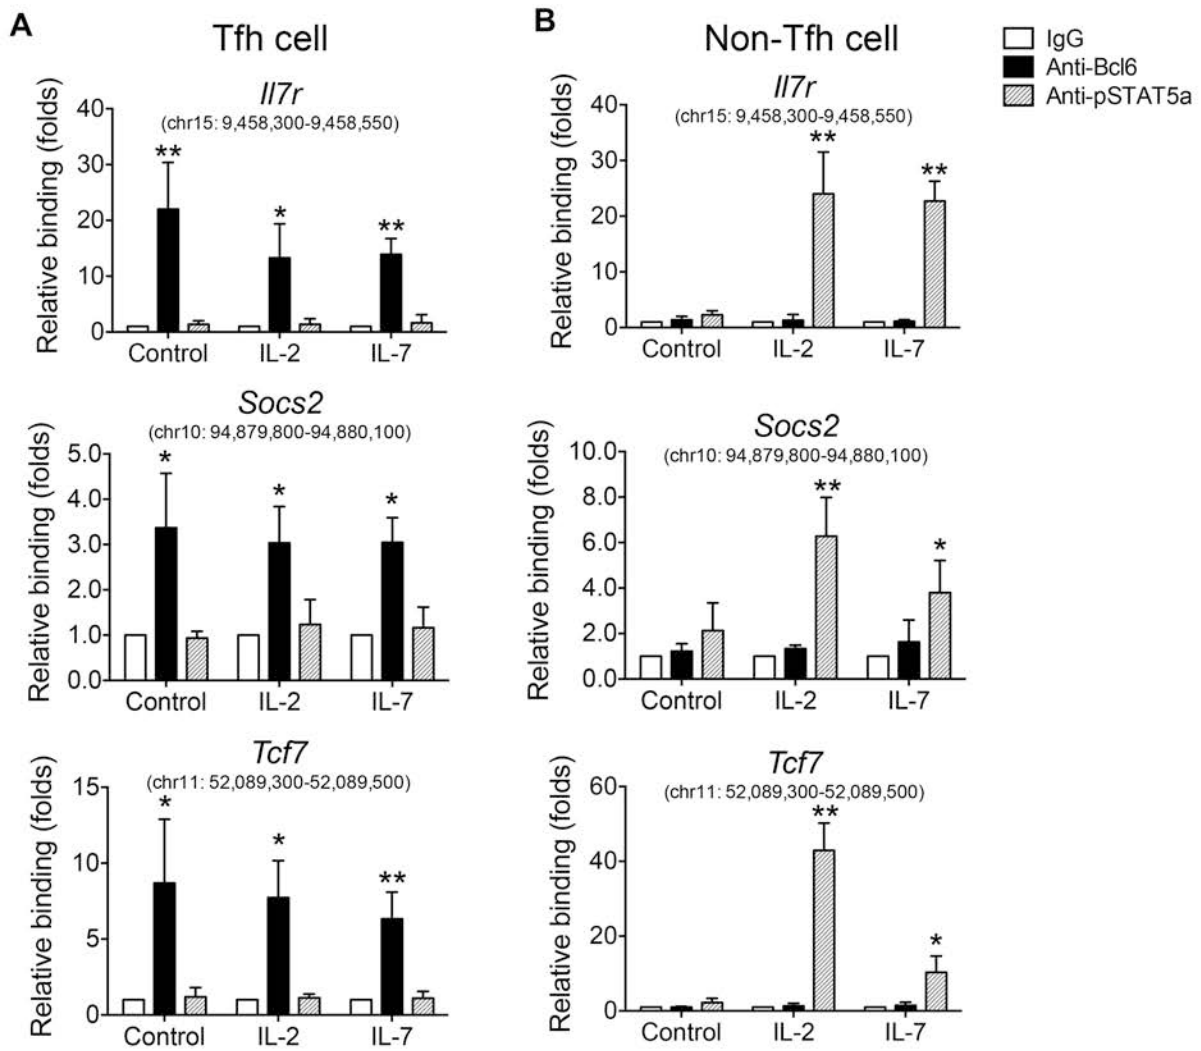 A
Tfh cell
Il7r
(chr15: 9,458,300-9,458,550)
Relative binding (folds)
40
30
20
10
0
**
*
**
Control
IL-2
IL-7
Socs2
(chr10: 94,879,800-94,880,100)
Relative binding (folds)
5.0
4.0
3.0
2.0
1.0
0.0
*
*
*
Control
IL-2
IL-7
Tcf7
(chr11: 52,089,300-52,089,500)
Relative binding (folds)
15
10
5
0
*
*
**
Control
IL-2
IL-7
B
Non-Tfh cell
Il7r
(chr15: 9,458,300-9,458,550)
Relative binding (folds)
40
30
20
10
0
**
**
Control
IL-2
IL-7
Socs2
(chr10: 94,879,800-94,880,100)
Relative binding (folds)
10.0
8.0
6.0
4.0
2.0
0.0
**
*
Control
IL-2
IL-7
Tcf7
(chr11: 52,089,300-52,089,500)
Relative binding (folds)
60
40
20
0
**
*
Control
IL-2
IL-7
IgG
Anti-Bcl6
Anti-pSTAT5a